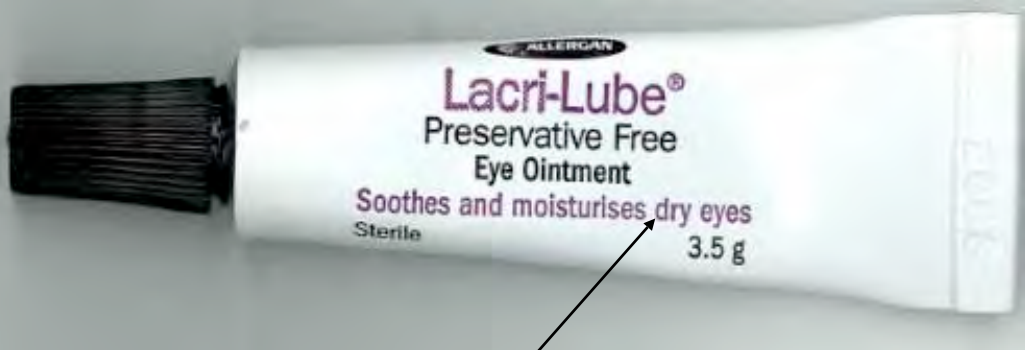 ALLERGAN
Lacri-Lube®
Preservative Free
Eye Ointment
Soothes and moisturises dry eyes
Sterile
3.5 g